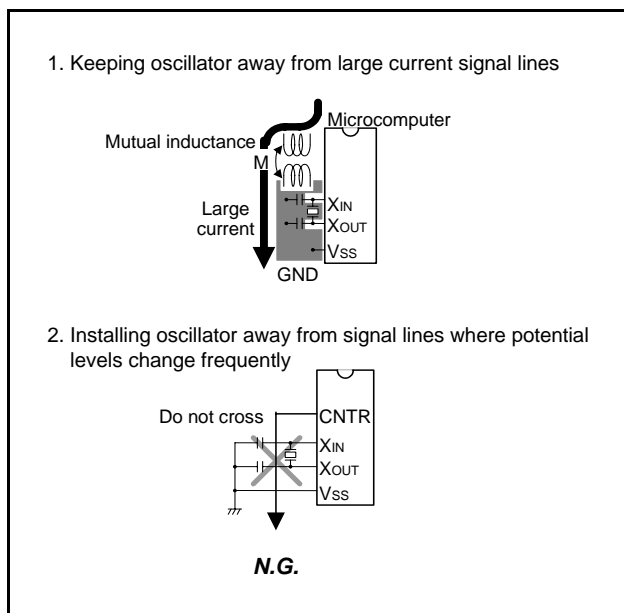 1. Keeping oscillator away from large current signal lines
Microcomputer
Mutual inductance
M
Large
current
XIN
XOUT
VSS
GND
2. Installing oscillator away from signal lines where potential
levels change frequently
Do not cross
CNTR
XIN
XOUT
VSS
N.G.